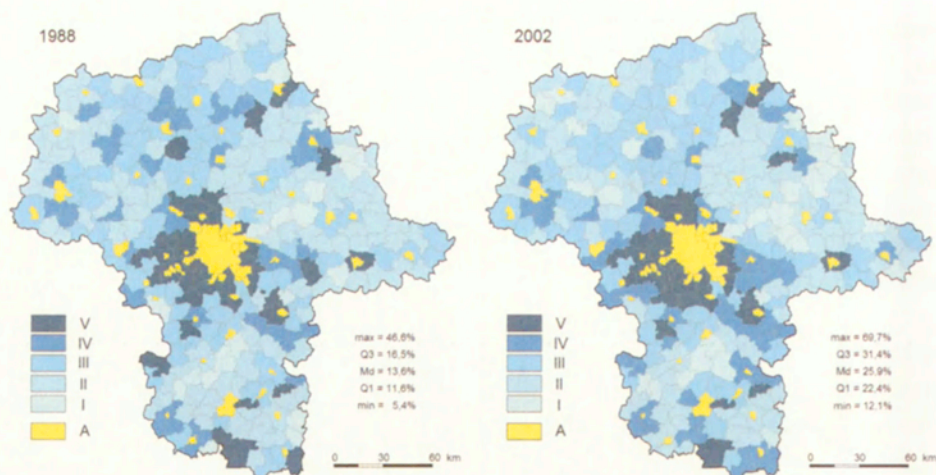 1988
V
IV
III
II
I
A
max = 46,6%
Q3 = 16,5%
Md = 13,6%
Q1 = 11,6%
min = 5,4%
0 30 60 km
2002
V
IV
III
II
I
A
max = 69,7%
Q3 = 31,4%
Md = 25,9%
Q1 = 22,4%
min = 12,1%
0 30 60 km